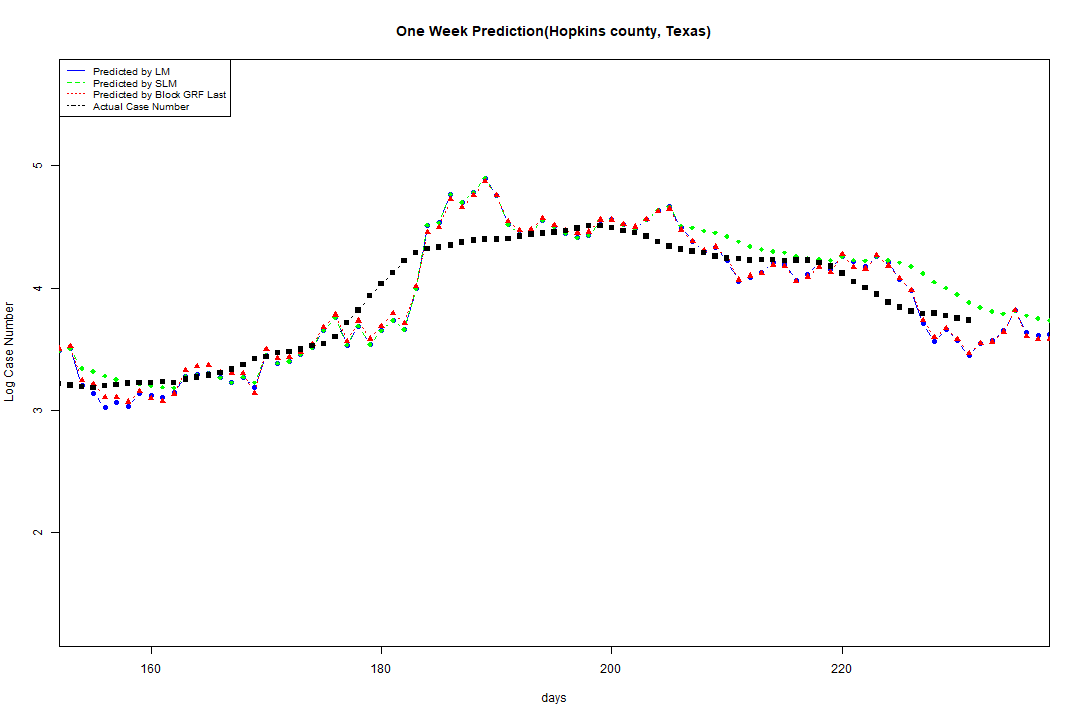 One Week Prediction(Hopkins county, Texas)
Predicted by LM
Predicted by SLM
Predicted by Block GRF Last
Actual Case Number
5
4
3
2
Log Case Number
160 180 200 220
days